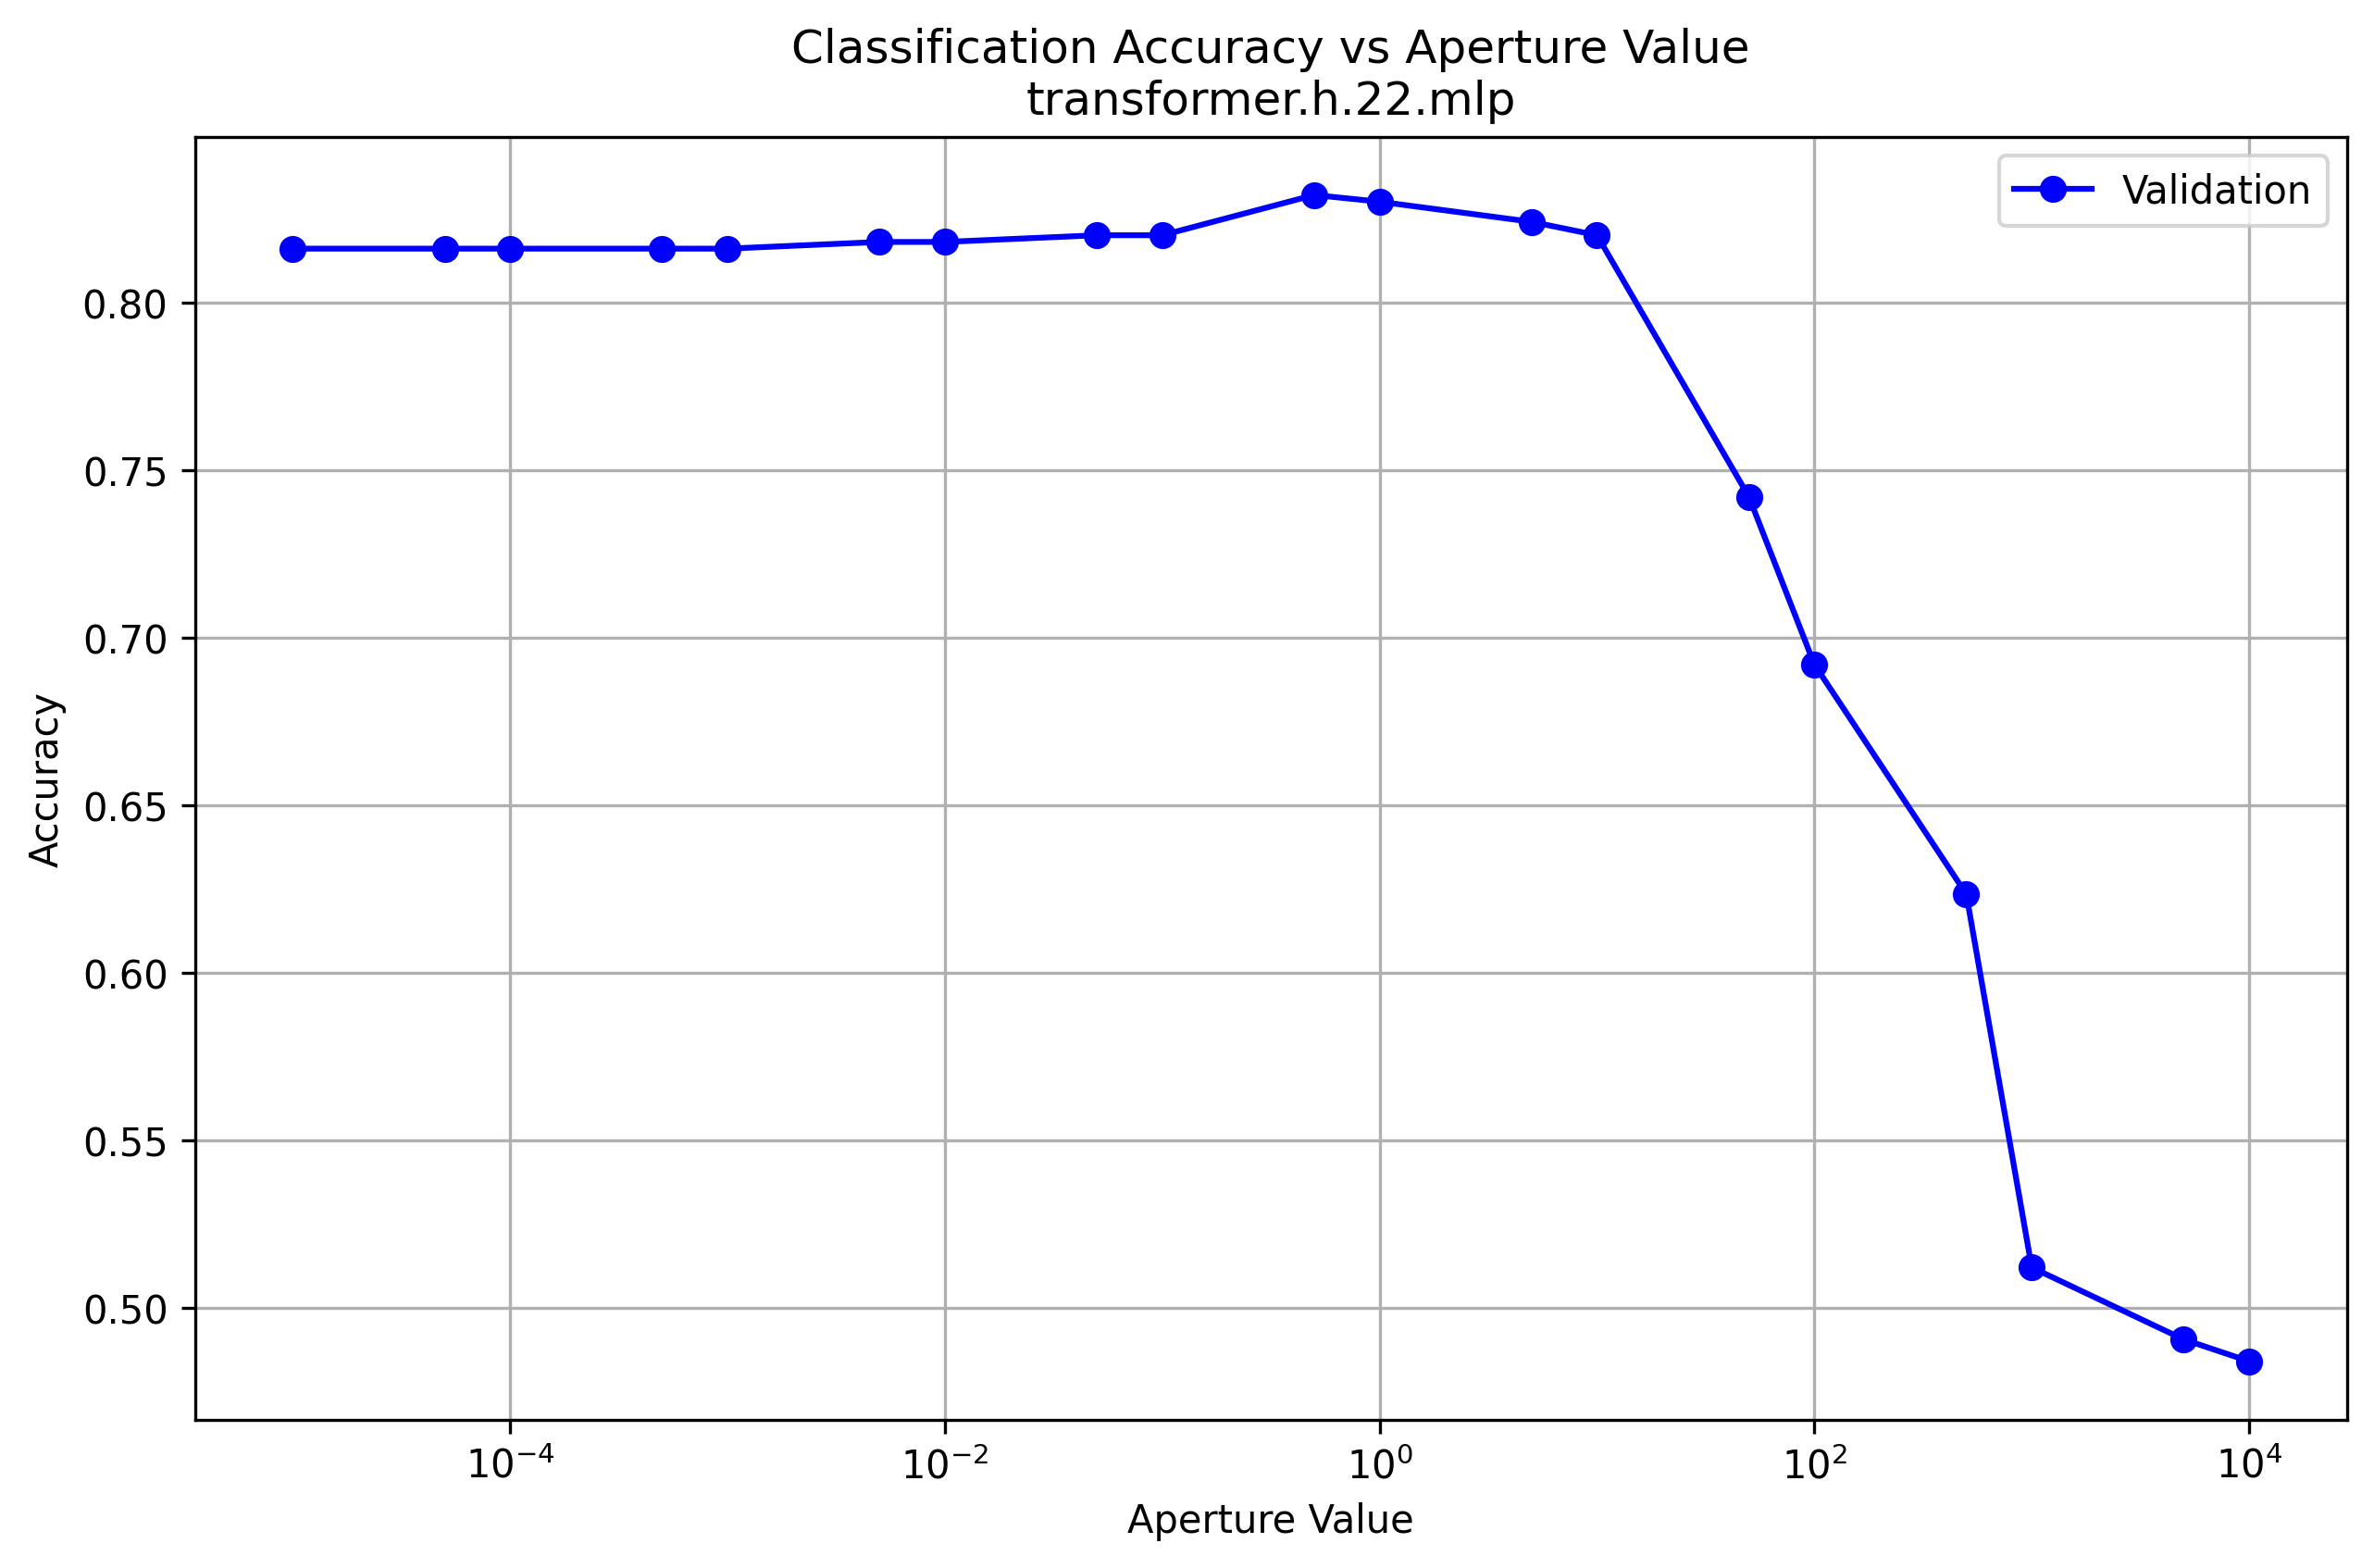 Classification Accuracy vs Aperture Value
transformer.h.22.mlp
Validation
0.80
0.75
0.70
0.65
0.60
0.55
0.50
Accuracy
10⁻⁴ 10⁻² 10⁰ 10² 10⁴
Aperture Value